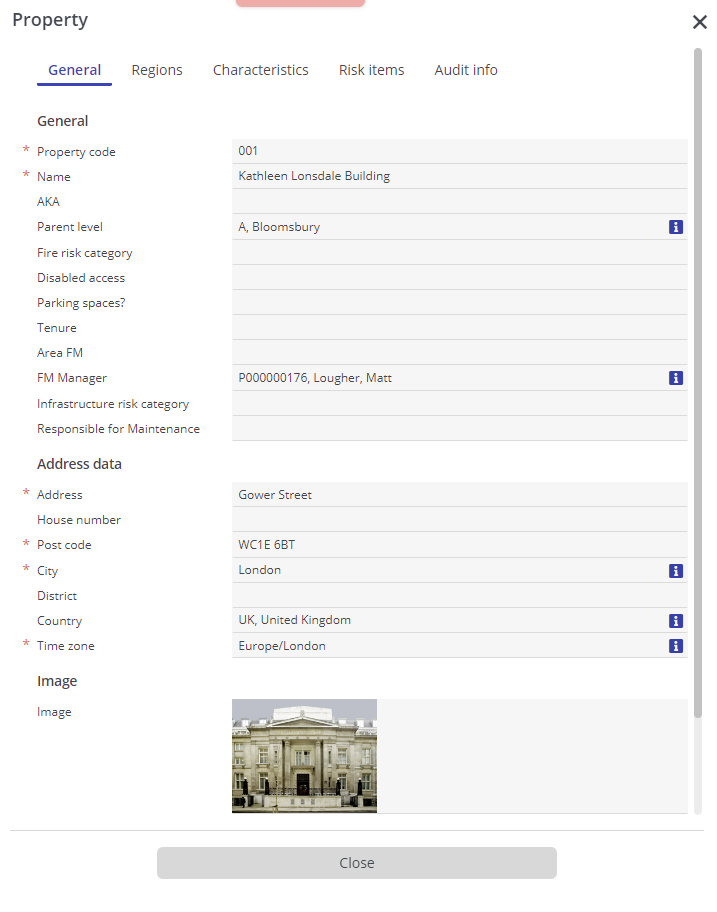 Property
General Regions Characteristics Risk items Audit info
General
* Property code 001
* Name Kathleen Lonsdale Building
AKA
Parent level A, Bloomsbury
Fire risk category
Disabled access
Parking spaces?
Tenure
Area FM
FM Manager P000000176, Lougher, Matt
Infrastructure risk category
Responsible for Maintenance
Address data
* Address Gower Street
House number
* Post code WC1E 6BT
* City London
District
Country UK, United Kingdom
* Time zone Europe/London
Image
Image
Close